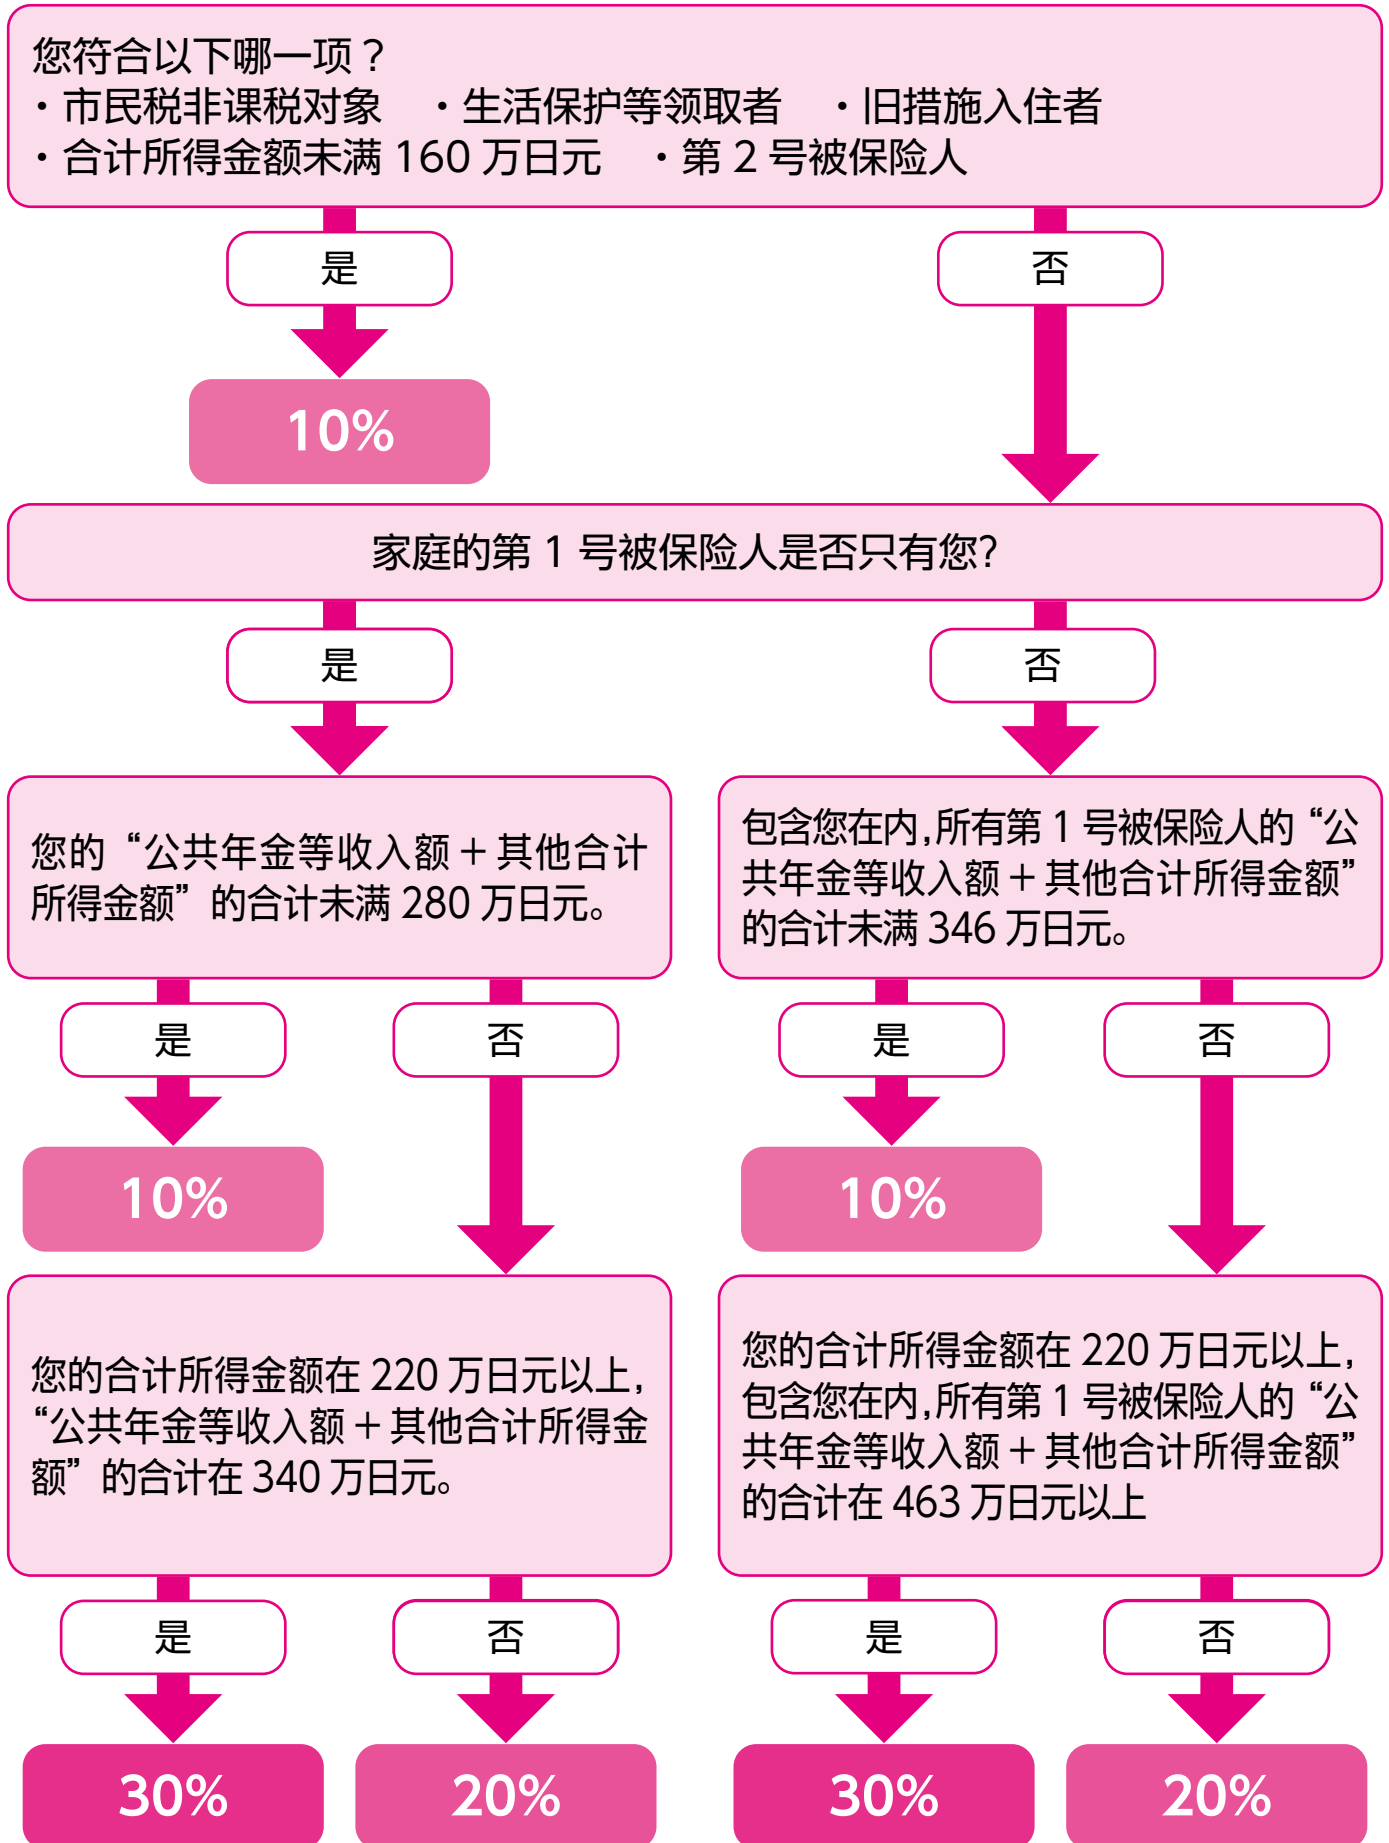 您符合以下哪一项？
・市民税非课税对象　・生活保护等领取者　・旧措施入住者
・合计所得金额未满 160 万日元　・第 2 号被保险人
是
否
10%
家庭的第 1 号被保险人是否只有您?
是
否
您的“公共年金等收入额＋其他合计
所得金额”的合计未满 280 万日元。
包含您在内,所有第 1 号被保险人的“公
共年金等收入额＋其他合计所得金额”
的合计未满 346 万日元。
是
否
是
否
10%
10%
您的合计所得金额在 220 万日元以上,
“公共年金等收入额＋其他合计所得金
额”的合计在 340 万日元。
您的合计所得金额在 220 万日元以上,
包含您在内,所有第 1 号被保险人的“公
共年金等收入额＋其他合计所得金额”
的合计在 463 万日元以上
是
否
是
否
30%
20%
30%
20%